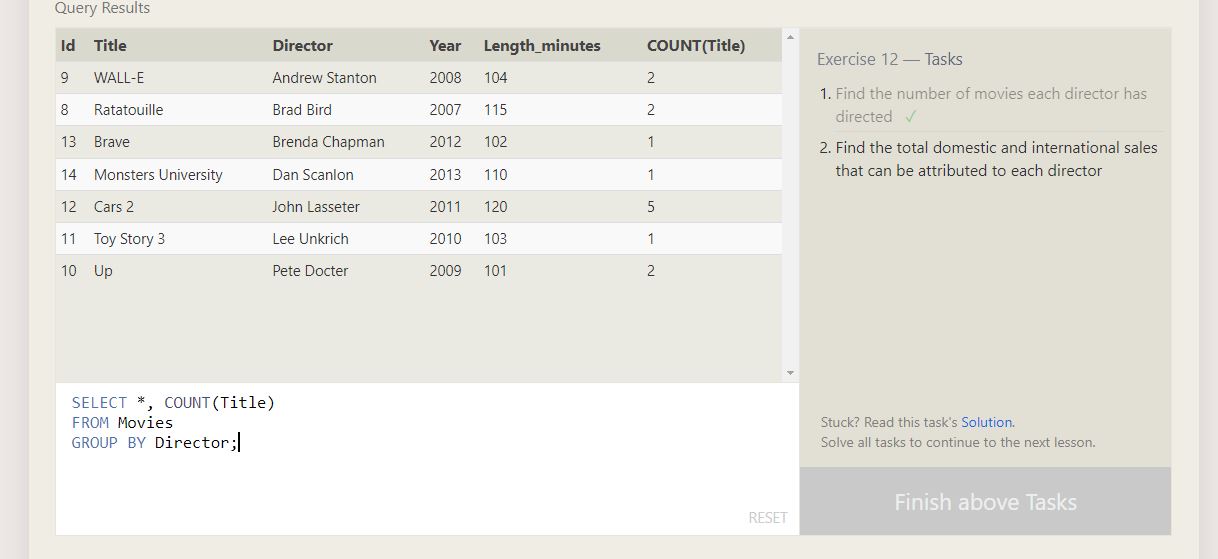 Query Results
Id Title Director Year Length_minutes COUNT(Title)
9 WALL-E Andrew Stanton 2008 104 2
8 Ratatouille Brad Bird 2007 115 2
13 Brave Brenda Chapman 2012 102 1
14 Monsters University Dan Scanlon 2013 110 1
12 Cars 2 John Lasseter 2011 120 5
11 Toy Story 3 Lee Unkrich 2010 103 1
10 Up Pete Docter 2009 101 2
SELECT *, COUNT(Title)
FROM Movies
GROUP BY Director;
RESET
Exercise 12 — Tasks
1. Find the number of movies each director has
directed ✓
2. Find the total domestic and international sales
that can be attributed to each director
Stuck? Read this task's Solution.
Solve all tasks to continue to the next lesson.
Finish above Tasks